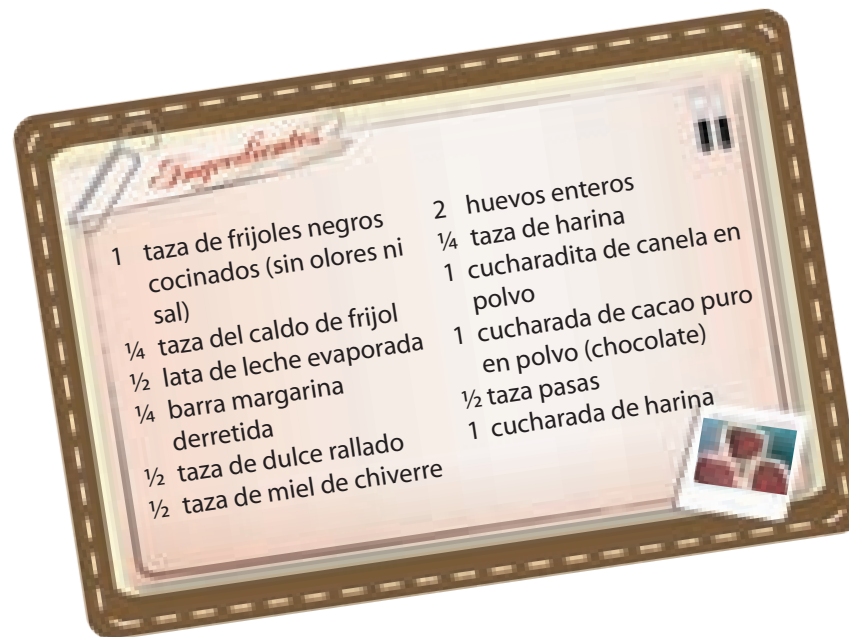 Ingredientes
1 taza de frijoles negros
cocinados (sin olores ni
sal)
¼ taza del caldo de frijol
½ lata de leche evaporada
¼ barra margarina
derretida
½ taza de dulce rallado
½ taza de miel de chiverre
2 huevos enteros
¼ taza de harina
1 cucharadita de canela en
polvo
1 cucharada de cacao puro
en polvo (chocolate)
½ taza pasas
1 cucharada de harina